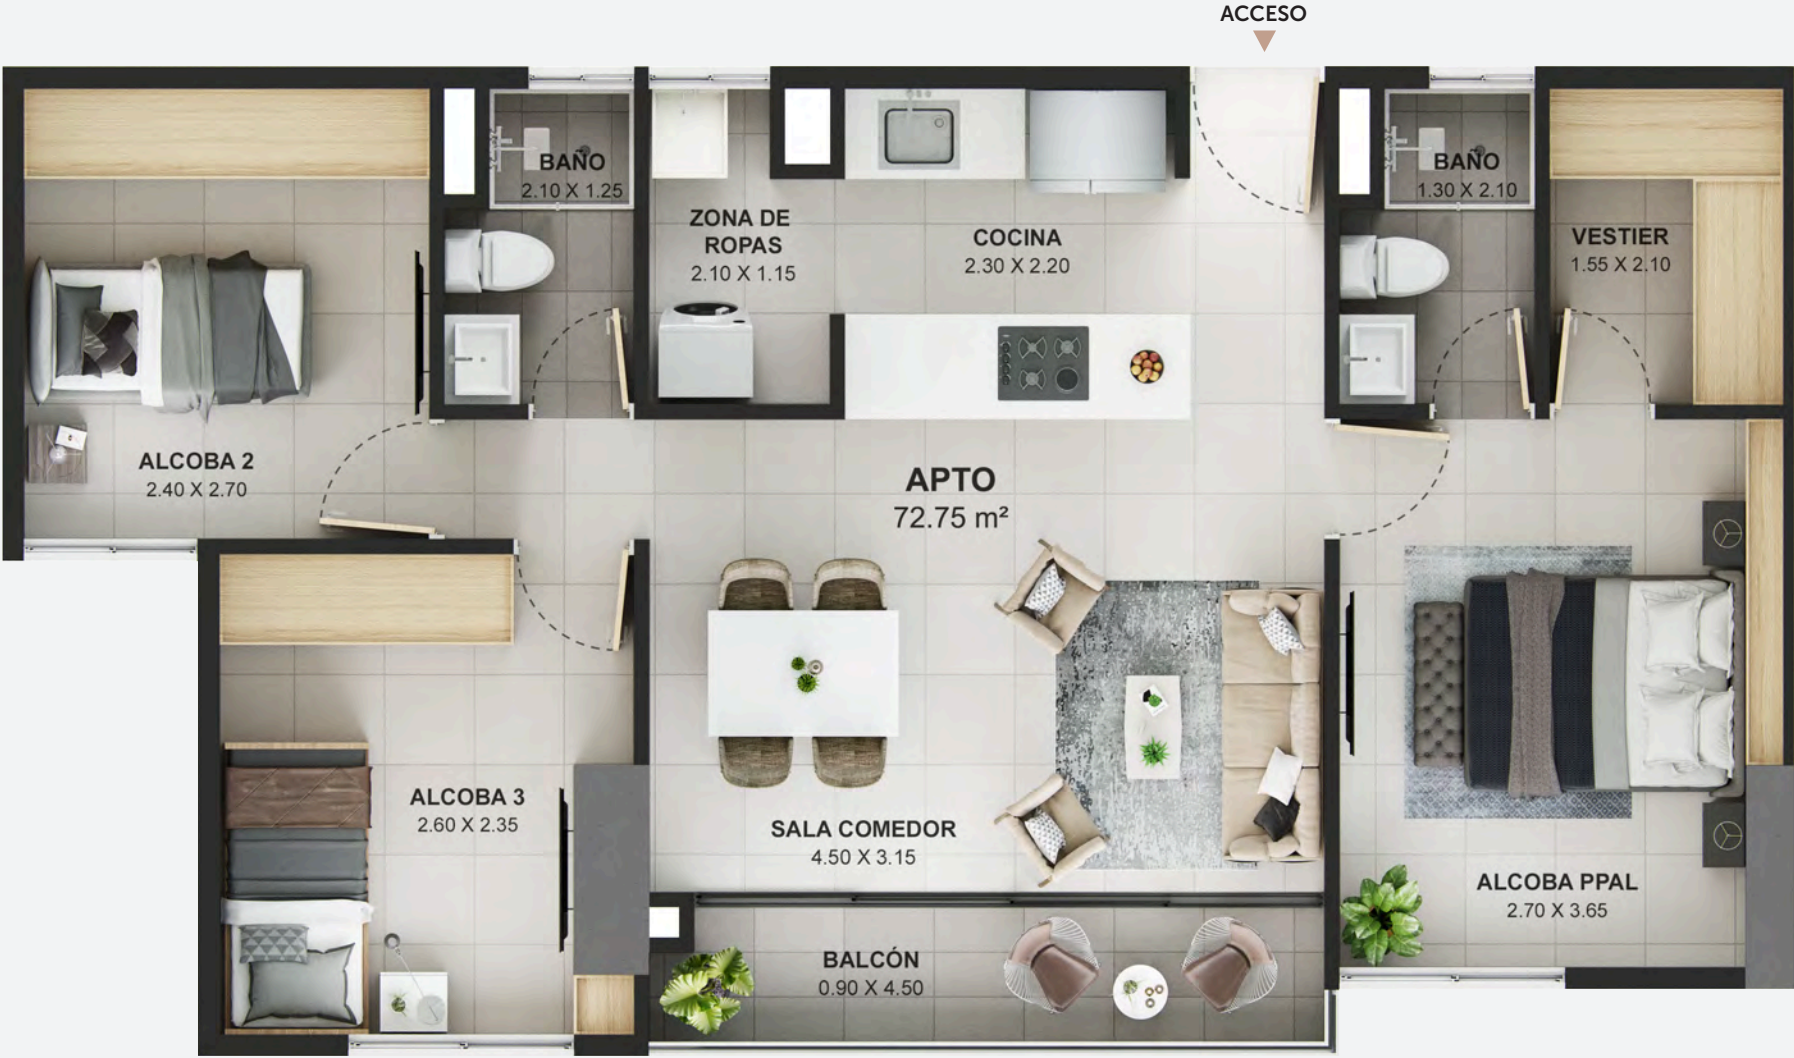 ACCESO
BAÑO
2.10 X 1.25
ZONA DE
ROPAS
2.10 X 1.15
COCINA
2.30 X 2.20
BAÑO
1.30 X 2.10
VESTIER
1.55 X 2.10
ALCOBA 2
2.40 X 2.70
APTO
72.75 m²
ALCOBA 3
2.60 X 2.35
SALA COMEDOR
4.50 X 3.15
ALCOBA PPAL
2.70 X 3.65
BALCÓN
0.90 X 4.50